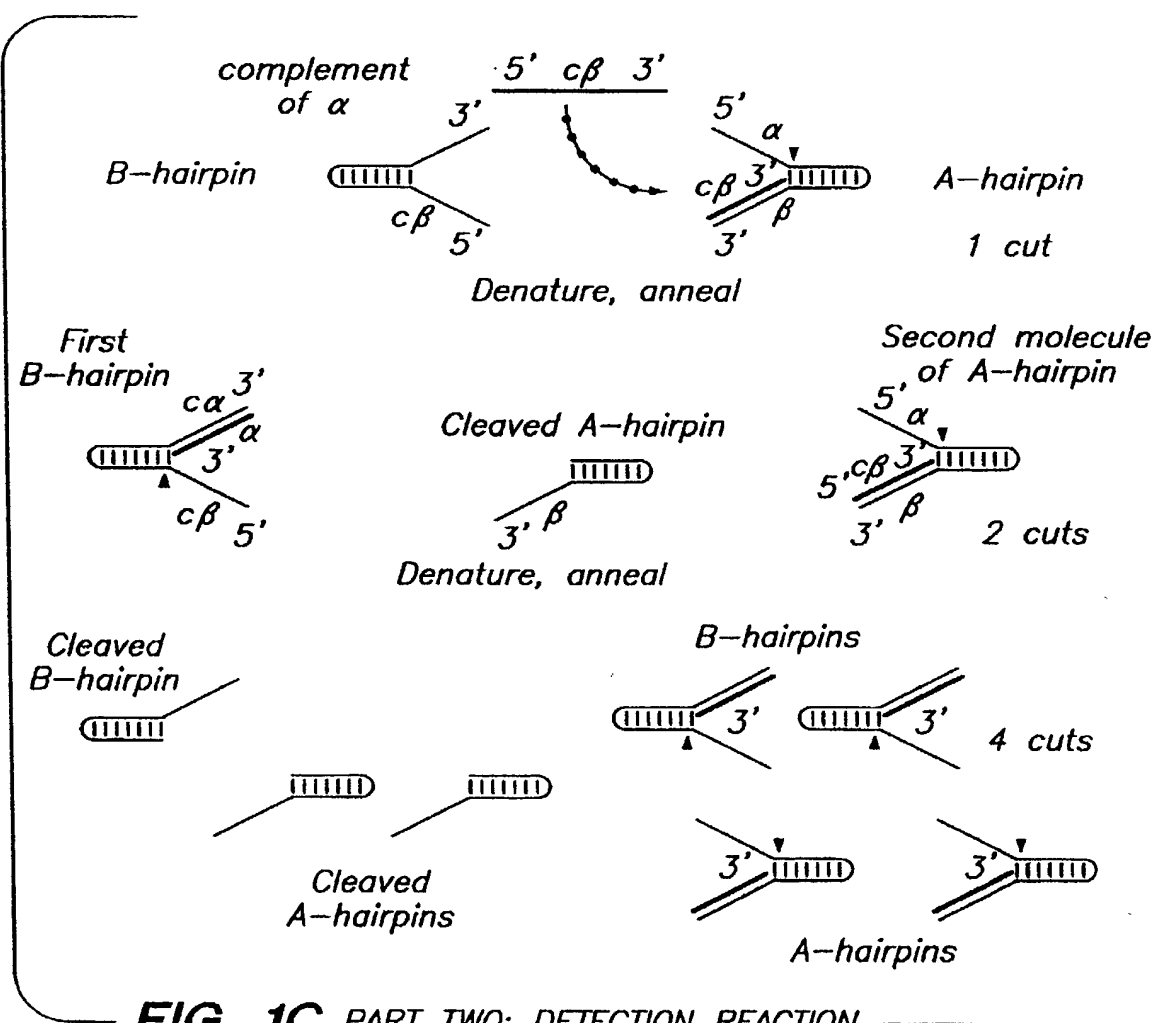 complement
of α
5' cβ 3'
3'
5'
α
B–hairpin
cβ 3'
A–hairpin
cβ
5'
β
3'
1 cut
Denature, anneal
First
B–hairpin
Second molecule
of A–hairpin
cα 3'
α
3'
cβ 5'
Cleaved A–hairpin
3' β
5' α
5' cβ 3'
3' β
2 cuts
Denature, anneal
Cleaved
B–hairpin
B–hairpins
3'
3'
4 cuts
Cleaved
A–hairpins
3'
3'
A–hairpins
FIG. 1C PART TWO: DETECTION REACTION